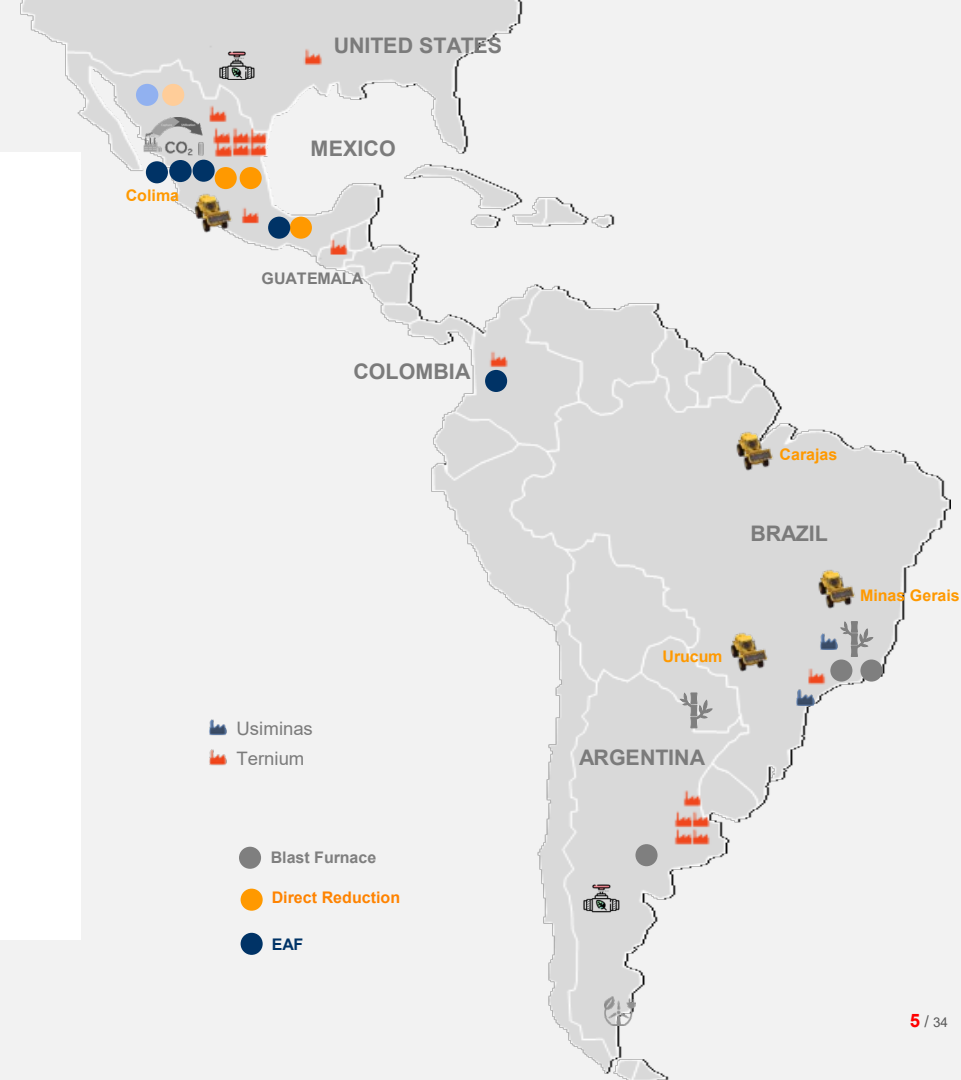 UNITED STATES
MEXICO
CO₂
Colima
GUATEMALA
COLOMBIA
Carajas
BRAZIL
Minas Gerais
Urucum
Usiminas
Ternium
ARGENTINA
Blast Furnace
Direct Reduction
EAF
5 / 34